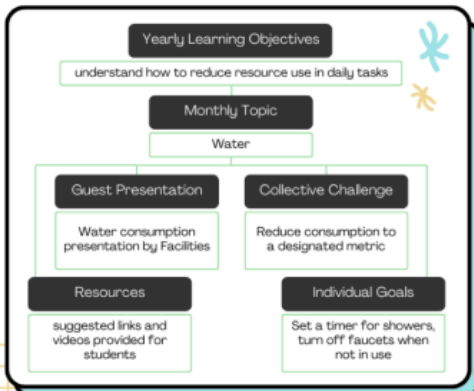 Yearly Learning Objectives
understand how to reduce resource use in daily tasks
Monthly Topic
Water
Guest Presentation
Water consumption
presentation by Facilities
Collective Challenge
Reduce consumption to
a designated metric
Resources
suggested links and
videos provided for
students
Individual Goals
Set a timer for showers,
turn off faucets when
not in use